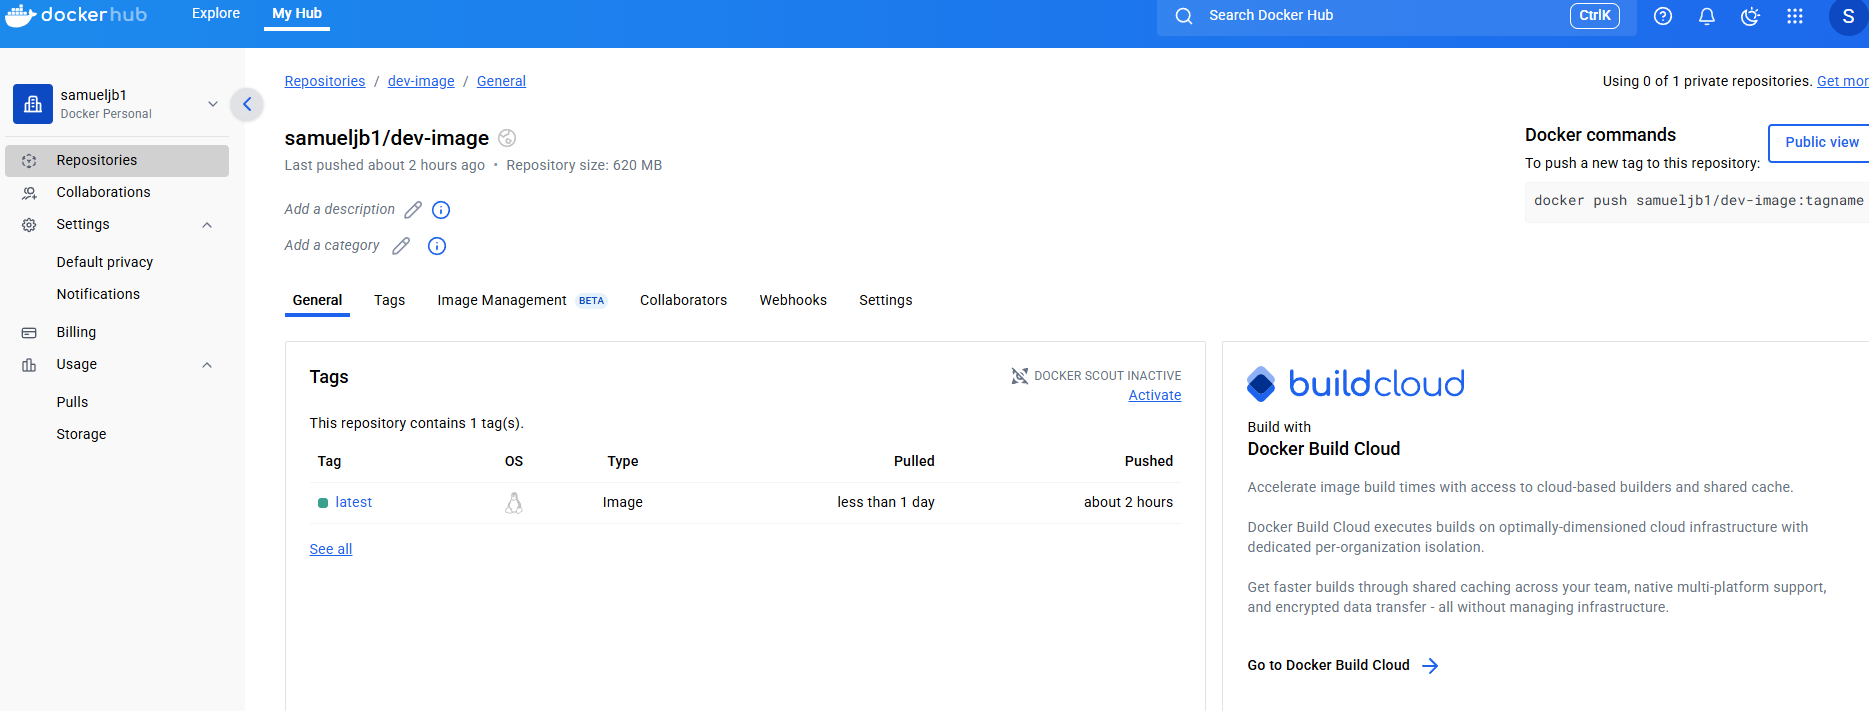 dockerhub
Explore
My Hub
Search Docker Hub
CtrlK
S
samueljb1
Docker Personal
Repositories
Collaborations
Settings
Default privacy
Notifications
Billing
Usage
Pulls
Storage
Repositories / dev-image / General
Using 0 of 1 private repositories. Get mor
samueljb1/dev-image
Last pushed about 2 hours ago • Repository size: 620 MB
Add a description
Add a category
Docker commands
Public view
To push a new tag to this repository:
docker push samueljb1/dev-image:tagname
General Tags Image Management BETA Collaborators Webhooks Settings
Tags
DOCKER SCOUT INACTIVE
Activate
This repository contains 1 tag(s).
Tag OS Type Pulled Pushed
latest Image less than 1 day about 2 hours
See all
buildcloud
Build with
Docker Build Cloud
Accelerate image build times with access to cloud-based builders and shared cache.
Docker Build Cloud executes builds on optimally-dimensioned cloud infrastructure with
dedicated per-organization isolation.
Get faster builds through shared caching across your team, native multi-platform support,
and encrypted data transfer - all without managing infrastructure.
Go to Docker Build Cloud